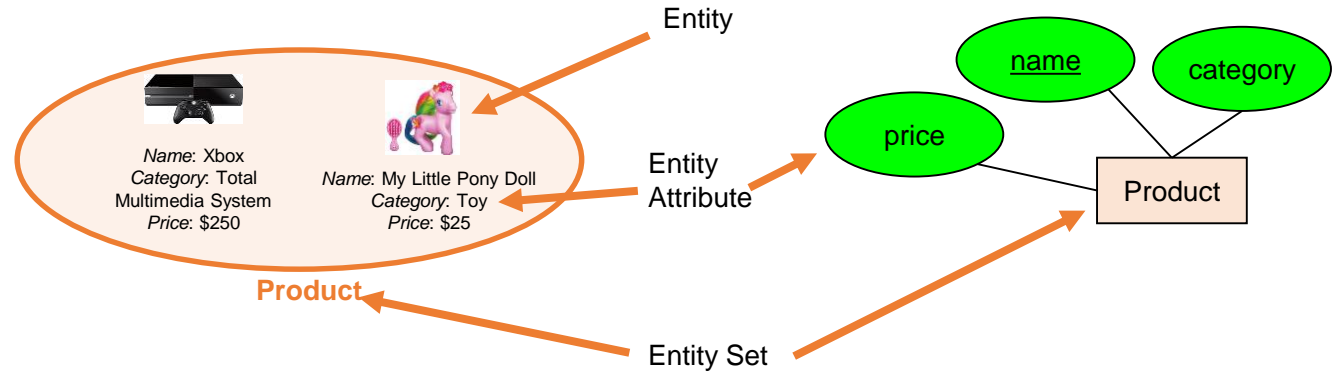 Entity
name
category
price
Name: Xbox
Category: Total
Multimedia System
Price: $250
Name: My Little Pony Doll
Category: Toy
Price: $25
Entity
Attribute
Product
Product
Entity Set